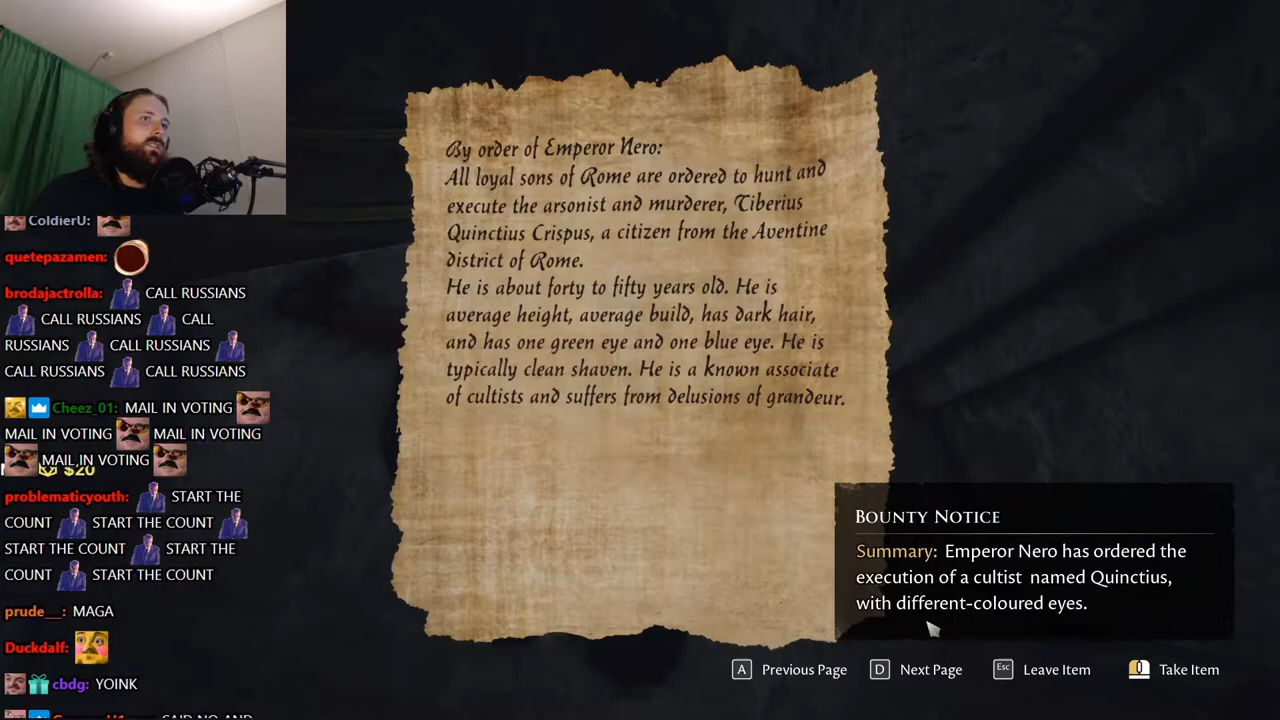 By order of Emperor Nero:
All loyal sons of Rome are ordered to hunt and
execute the arsonist and murderer, Tiberius
Quinctius Crispus, a citizen from the Aventine
district of Rome.
He is about forty to fifty years old. He is
average height, average build, has dark hair,
and has one green eye and one blue eye. He is
typically clean shaven. He is a known associate
of cultists and suffers from delusions of grandeur.
BOUNTY NOTICE
Summary: Emperor Nero has ordered the
execution of a cultist named Quinctius,
with different-coloured eyes.
A Previous Page D Next Page Esc Leave Item Take Item
ColdierU:
quetepazamen:
brodajactrolla: CALL RUSSIANS
CALL RUSSIANS CALL
RUSSIANS CALL RUSSIANS
CALL RUSSIANS CALL RUSSIANS
Cheez_01: MAIL IN VOTING
MAIL IN VOTING MAIL IN VOTING
MAIL IN VOTING
$20
problematicyouth: START THE
COUNT START THE COUNT
START THE COUNT START THE
COUNT START THE COUNT
prude__: MAGA
Duckdalf:
cbdg: YOINK
SAID NO AND